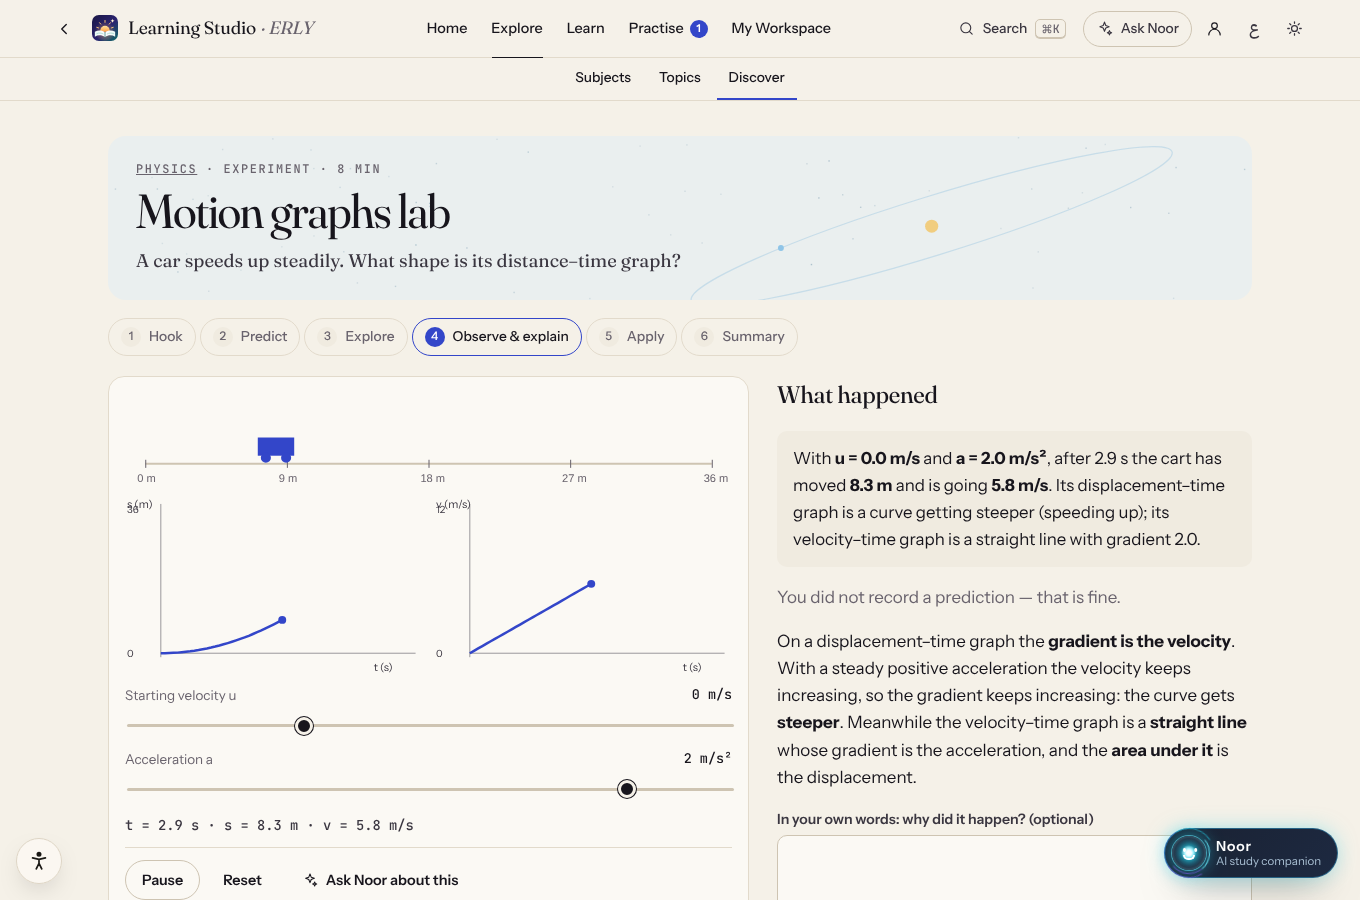 Learning Studio · ERLY
Home
Explore
Learn
Practise 1
My Workspace
Search ⌘K
Ask Noor
ع
Subjects
Topics
Discover
PHYSICS · EXPERIMENT · 8 MIN
Motion graphs lab
A car speeds up steadily. What shape is its distance–time graph?
1 Hook
2 Predict
3 Explore
4 Observe & explain
5 Apply
6 Summary
0 m
9 m
18 m
27 m
36 m
s (m)
36
0
t (s)
v (m/s)
12
0
t (s)
Starting velocity u
0 m/s
Acceleration a
2 m/s²
t = 2.9 s · s = 8.3 m · v = 5.8 m/s
Pause
Reset
Ask Noor about this
What happened
With u = 0.0 m/s and a = 2.0 m/s², after 2.9 s the cart has
moved 8.3 m and is going 5.8 m/s. Its displacement–time
graph is a curve getting steeper (speeding up); its
velocity–time graph is a straight line with gradient 2.0.
You did not record a prediction — that is fine.
On a displacement–time graph the gradient is the velocity.
With a steady positive acceleration the velocity keeps
increasing, so the gradient keeps increasing: the curve gets
steeper. Meanwhile the velocity–time graph is a straight line
whose gradient is the acceleration, and the area under it is
the displacement.
In your own words: why did it happen? (optional)
Noor
AI study companion